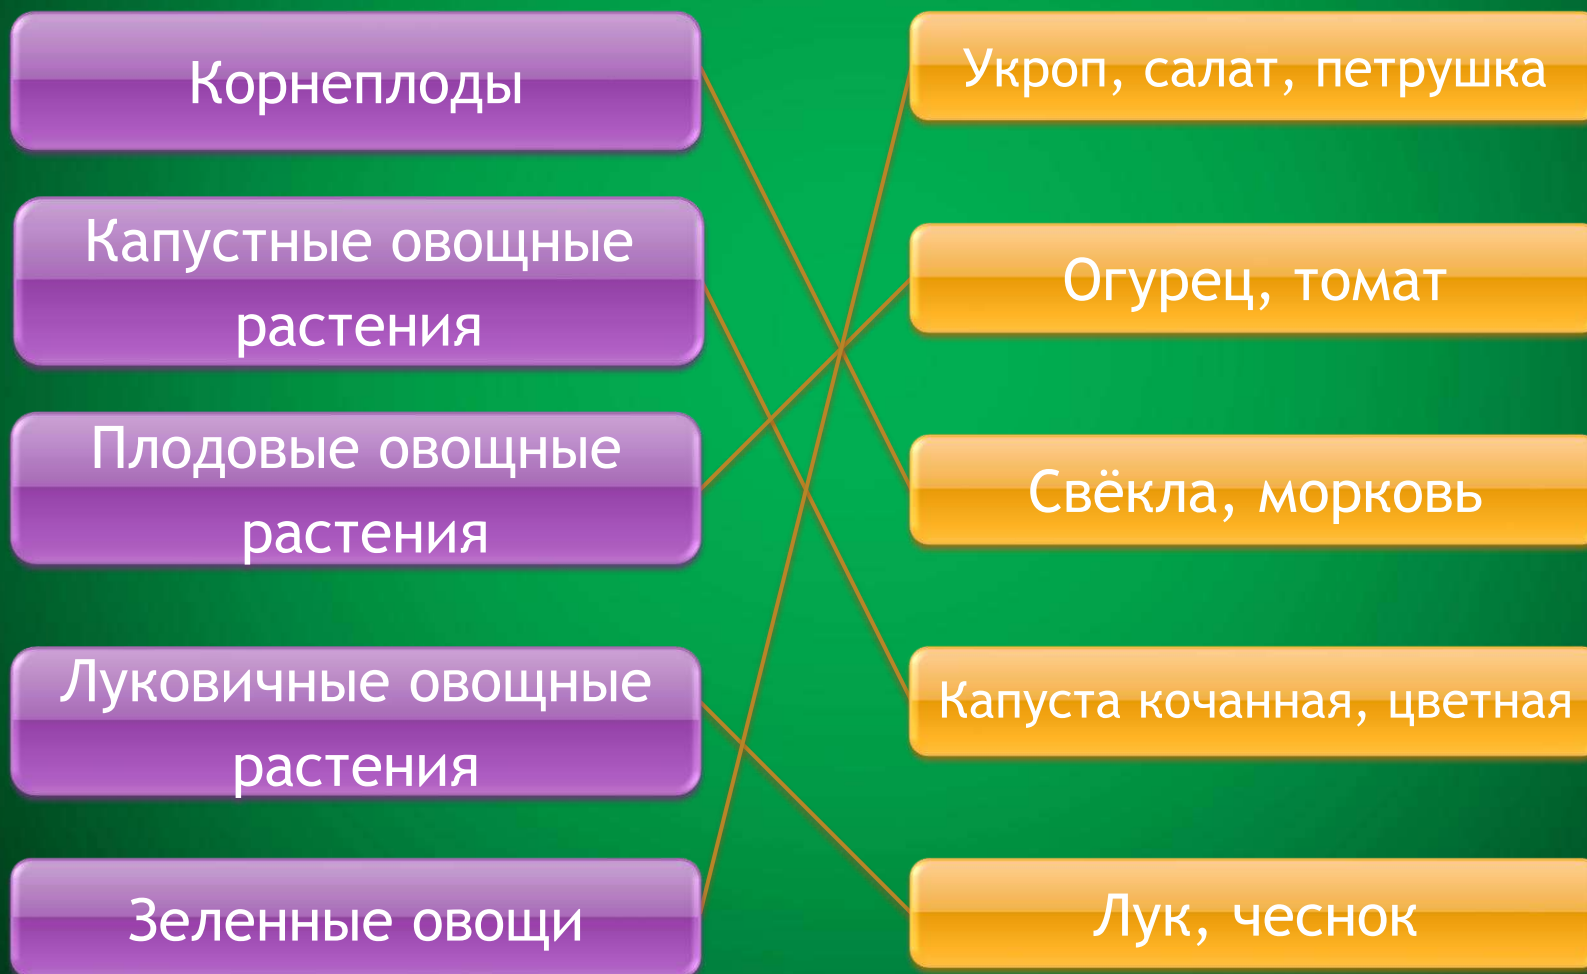 Корнеплоды
Капустные овощные
растения
Плодовые овощные
растения
Луковичные овощные
растения
Зеленные овощи
Укроп, салат, петрушка
Огурец, томат
Свёкла, морковь
Капуста кочанная, цветная
Лук, чеснок